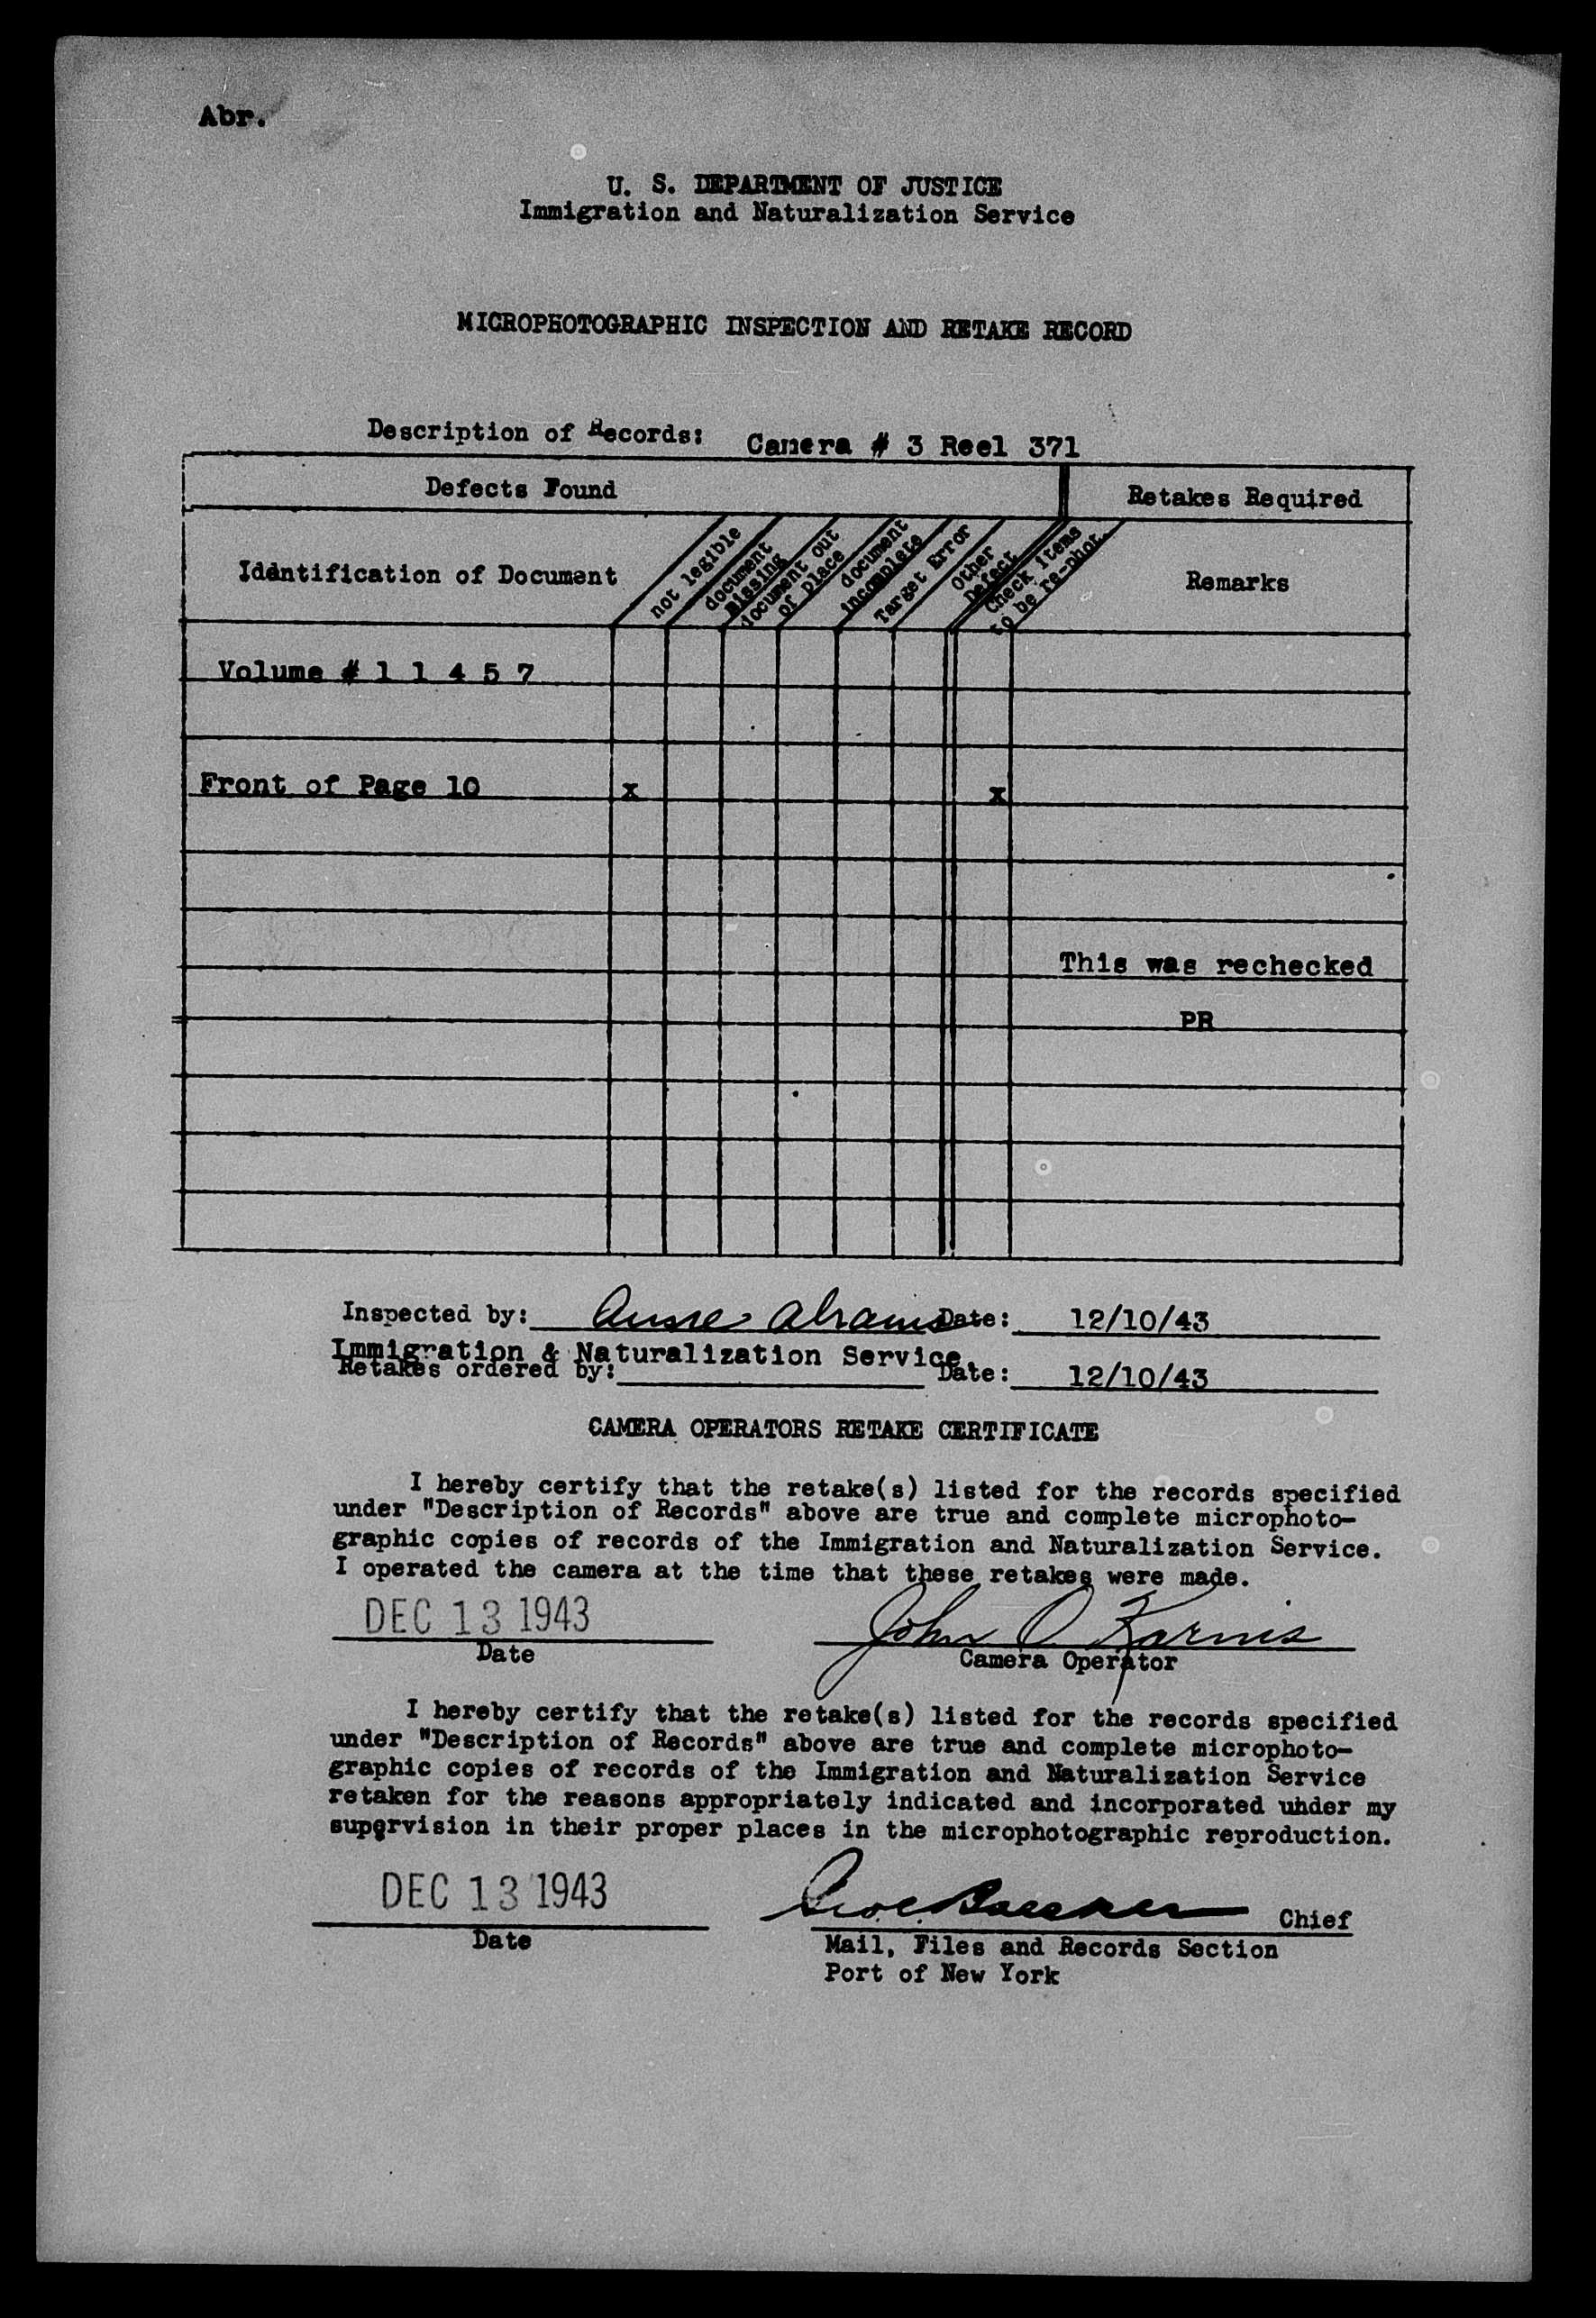 Abr.
U. S. DEPARTMENT OF JUSTICE
Immigration and Naturalization Service
MICROPHOTOGRAPHIC INSPECTION AND RETAKE RECORD
Description of Records: Camera # 3 Reel 371
Defects Found
Retakes Required
Identification of Document
not legible
document missing
document out of place
document incomplete
Target Error
Other Defect
Check items to be re-phot.
Remarks
Volume # 1 1 4 5 7
Front of Page 10 x x
This was rechecked
PR
Inspected by: Abrams Date: 12/10/43
Immigration & Naturalization Service.
Retakes ordered by: Date: 12/10/43
CAMERA OPERATORS RETAKE CERTIFICATE
I hereby certify that the retake(s) listed for the records specified
under "Description of Records" above are true and complete microphoto-
graphic copies of records of the Immigration and Naturalization Service.
I operated the camera at the time that these retakes were made.
DEC 13 1943 John O. Karnis
Date Camera Operator
I hereby certify that the retake(s) listed for the records specified
under "Description of Records" above are true and complete microphoto-
graphic copies of records of the Immigration and Naturalization Service
retaken for the reasons appropriately indicated and incorporated under my
supervision in their proper places in the microphotographic reproduction.
DEC 13 1943 Chief
Date Mail, Files and Records Section
Port of New York